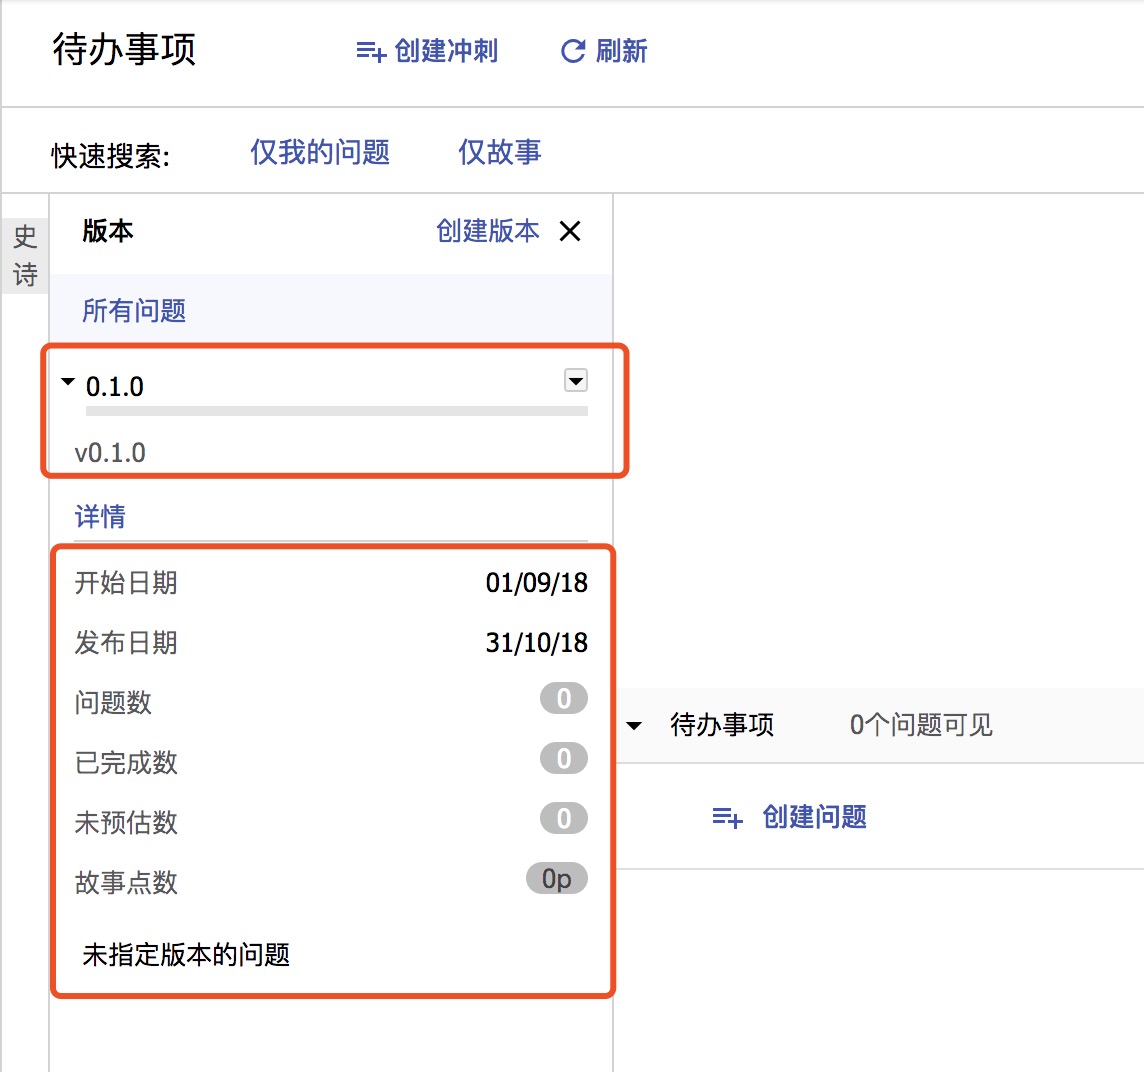 待办事项 创建冲刺 刷新
快速搜索: 仅我的问题 仅故事
史诗
版本 创建版本
所有问题
0.1.0
v0.1.0
详情
开始日期 01/09/18
发布日期 31/10/18
问题数 0
已完成数 0
未预估数 0
故事点数 0p
未指定版本的问题
待办事项 0个问题可见
创建问题